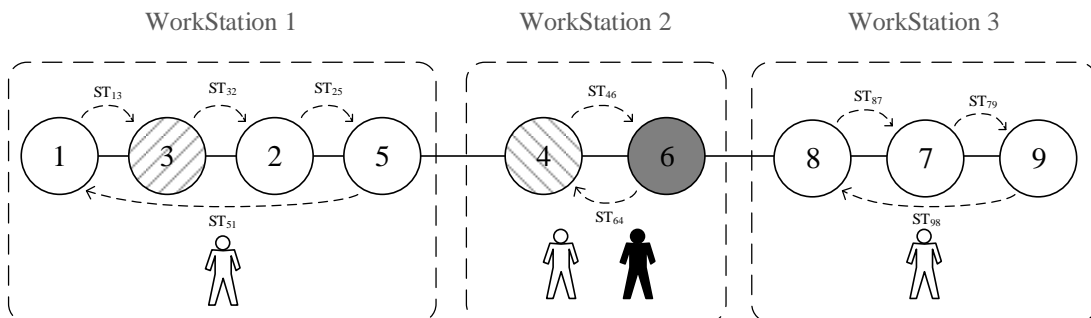 WorkStation 1 WorkStation 2 WorkStation 3
ST13 ST32 ST25 ST46 ST87 ST79
1 3 2 5 4 6 8 7 9
ST51 ST64 ST98